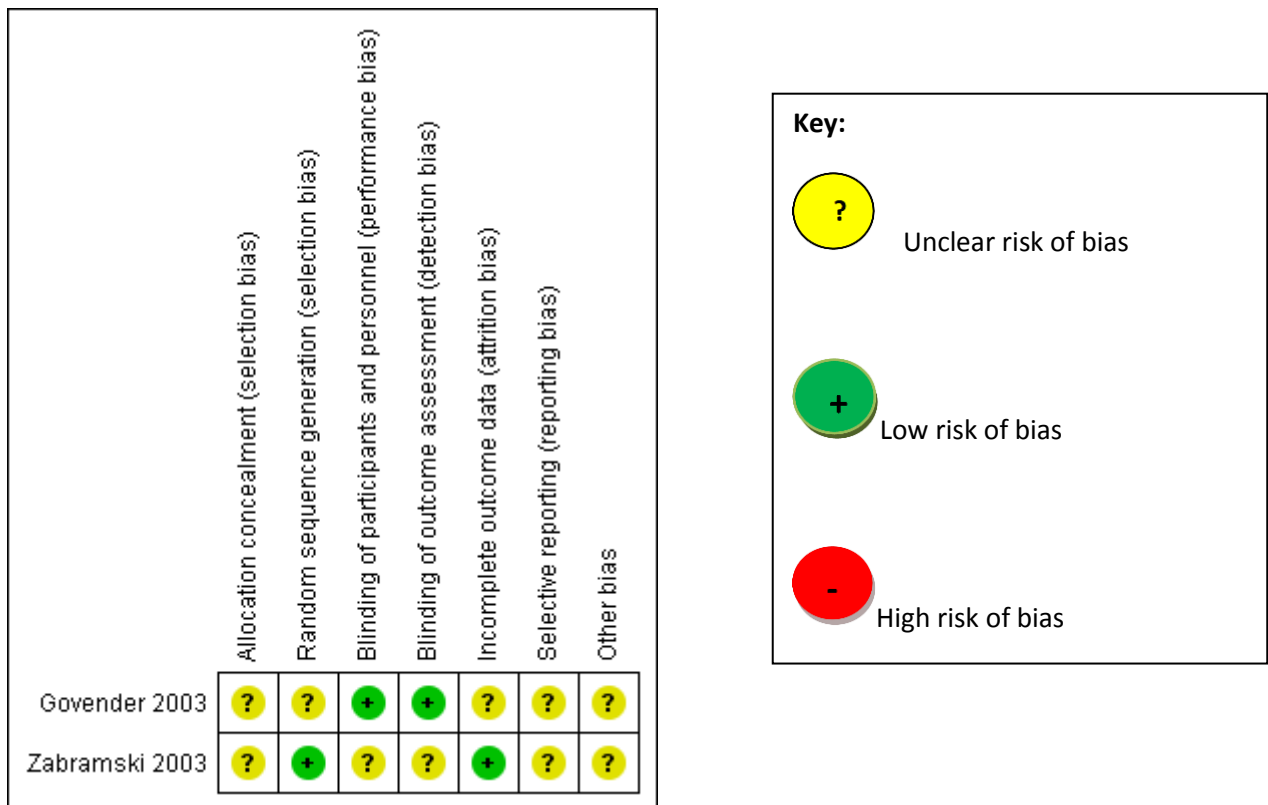 Allocation concealment (selection bias)
Random sequence generation (selection bias)
Blinding of participants and personnel (performance bias)
Blinding of outcome assessment (detection bias)
Incomplete outcome data (attrition bias)
Selective reporting (reporting bias)
Other bias
Govender 2003 ? ? + + ? ? ?
Zabramski 2003 ? + ? ? + ? ?
Key:
?
Unclear risk of bias
+
Low risk of bias
-
High risk of bias